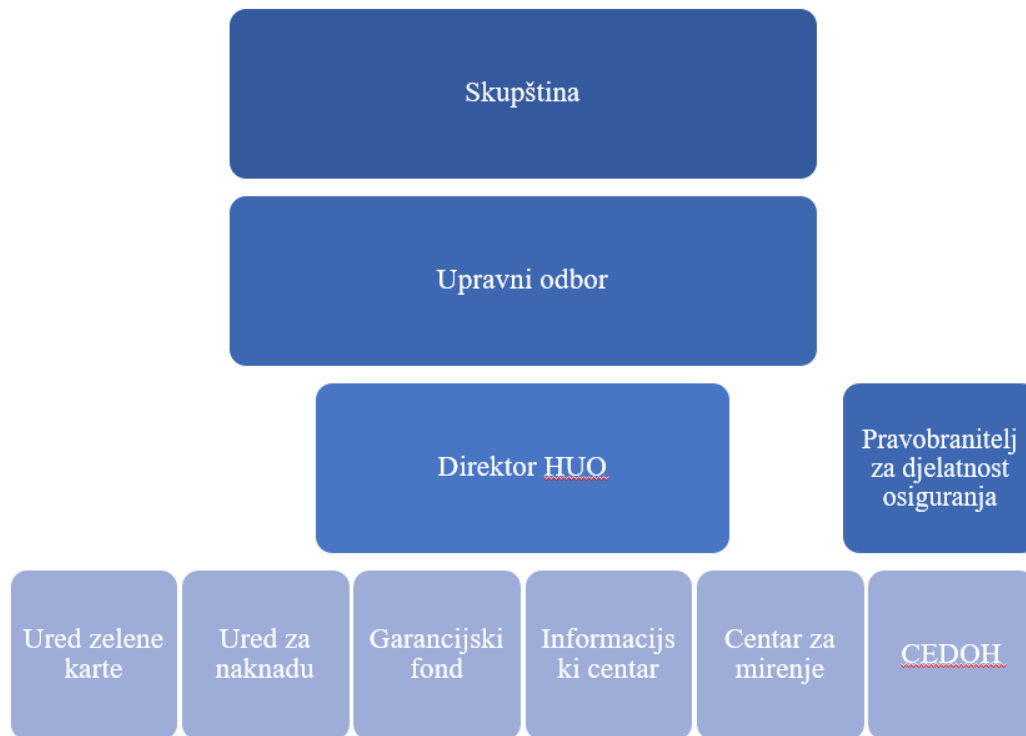 Skupština
Upravni odbor
Direktor HUO
Pravobranitelj
za djelatnost
osiguranja
Ured zelene
karte
Ured za
naknadu
Garancijski
fond
Informacijs
ki centar
Centar za
mirenje
CEDOH